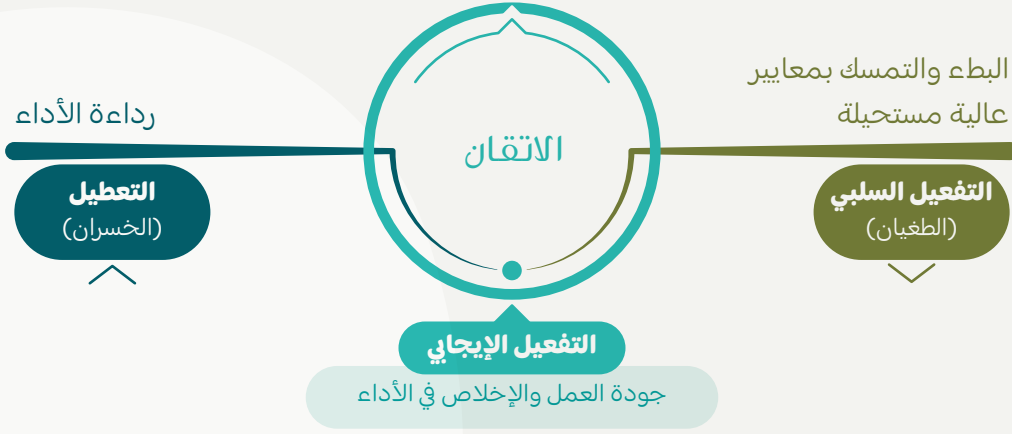 البطء والتمسك بمعايير
عالية مستحيلة
التفعيل السلبي
(الطغيان)
الاتقان
رداءة الأداء
التعطيل
(الخسران)
التفعيل الإيجابي
جودة العمل والإخلاص في الأداء